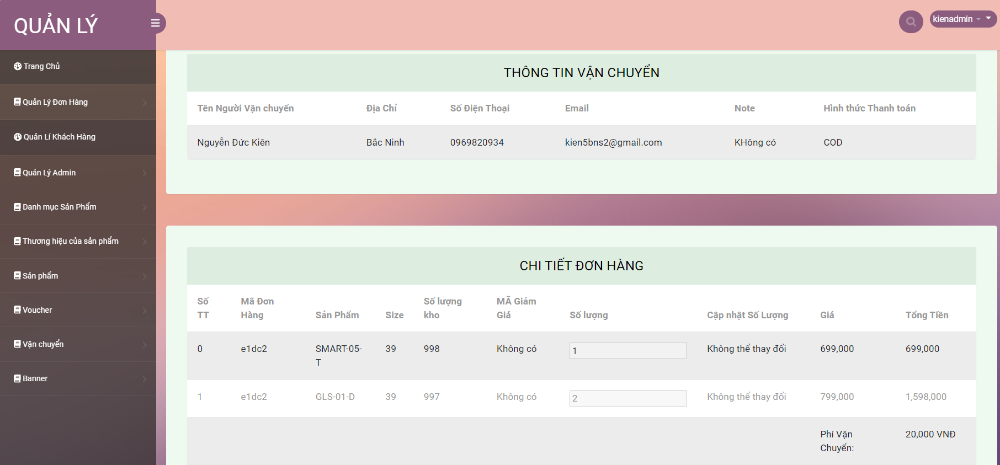 QUẢN LÝ
kienadmin
Trang Chủ
Quản Lý Đơn Hàng
Quản Lí Khách Hàng
Quản Lý Admin
Danh mục Sản Phẩm
Thương hiệu của sản phẩm
Sản phẩm
Voucher
Vận chuyển
Banner
THÔNG TIN VẬN CHUYỂN
Tên Người Vận chuyển Địa Chỉ Số Điện Thoại Email Note Hình thức Thanh toán
Nguyễn Đức Kiên Bắc Ninh 0969820934 kien5bns2@gmail.com KHông có COD
CHI TIẾT ĐƠN HÀNG
Số Mã Đơn Số lượng MÃ Giảm
TT Hàng Sản Phẩm Size kho Giá Số lượng Cập nhật Số Lượng Giá Tổng Tiền
0 e1dc2 SMART-05- 39 998 Không có 1 Không thể thay đổi 699,000 699,000
T
1 e1dc2 GLS-01-D 39 997 Không có 2 Không thể thay đổi 799,000 1,598,000
Phí Vận 20,000 VNĐ
Chuyển: